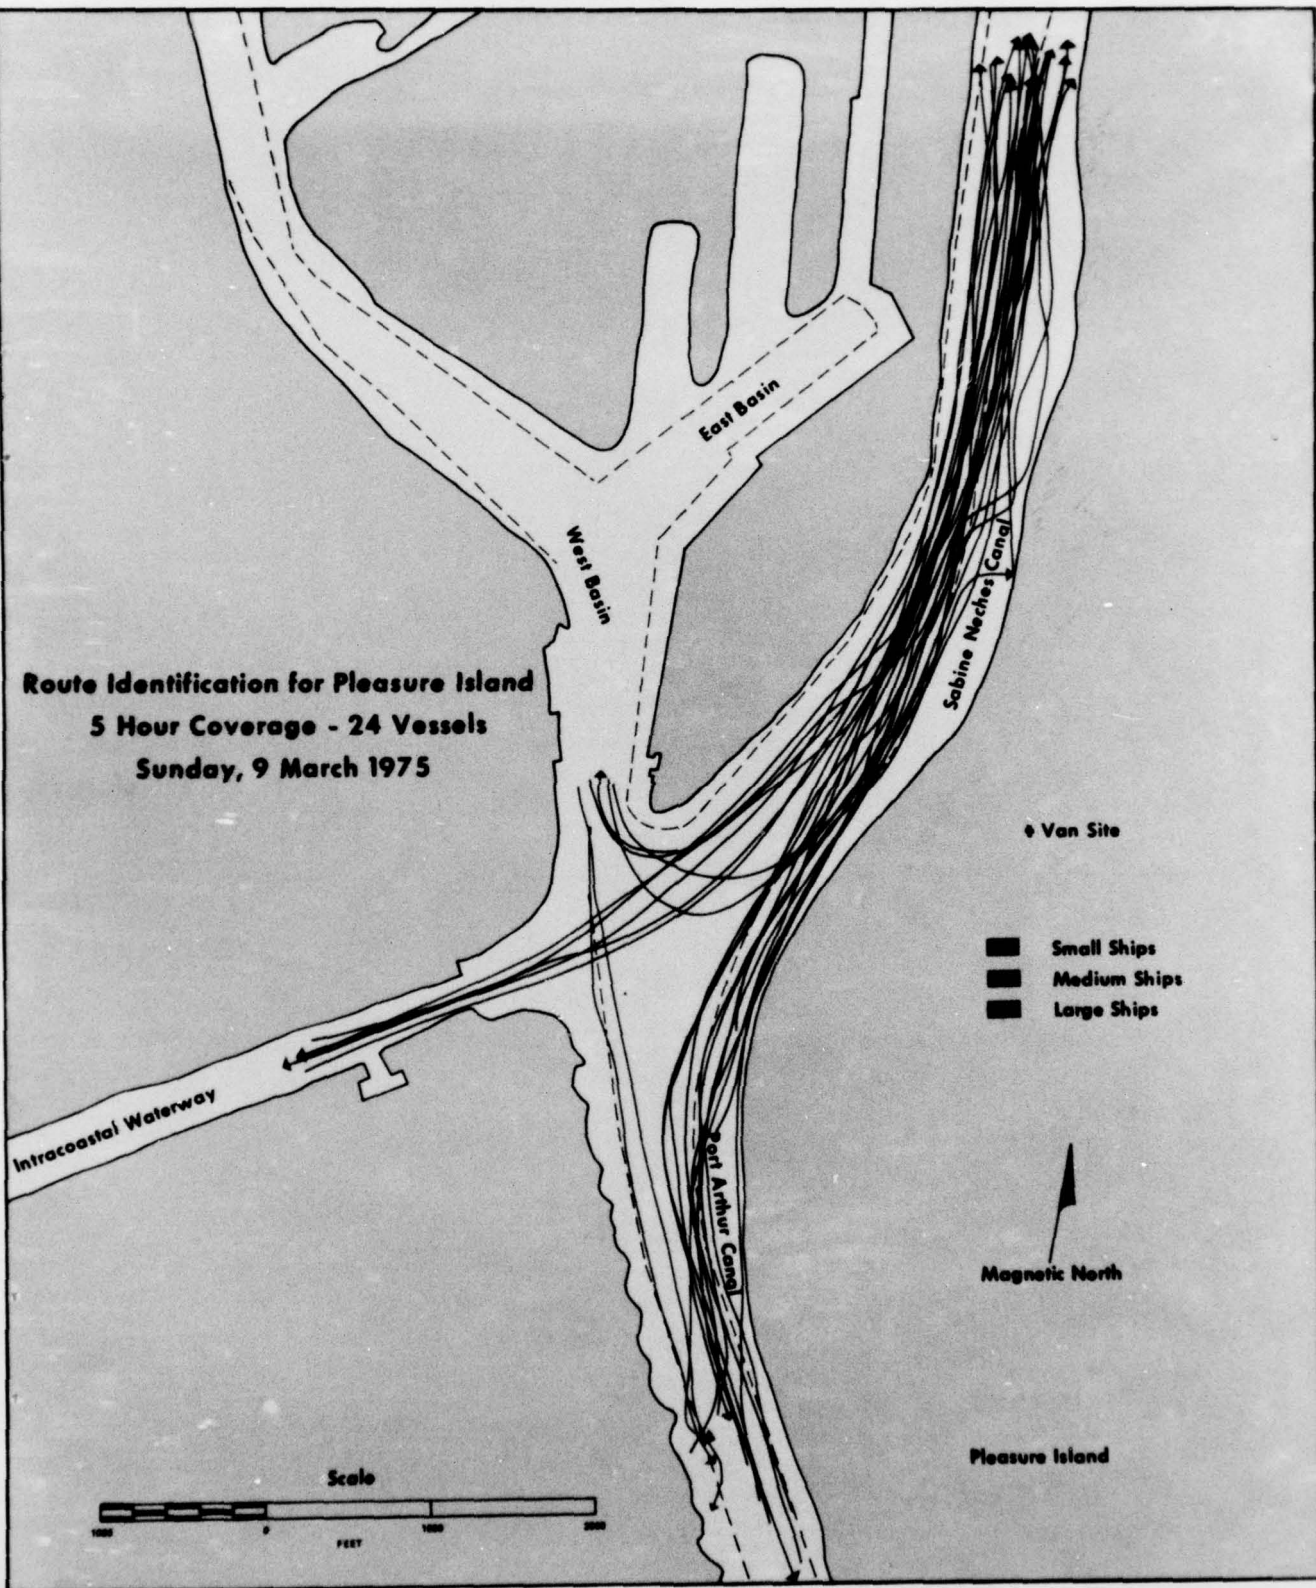 East Basin
West Basin
Sabine Neches Canal
Route Identification for Pleasure Island
5 Hour Coverage - 24 Vessels
Sunday, 9 March 1975
Van Site
Small Ships
Medium Ships
Large Ships
Intracoastal Waterway
Port Arthur Canal
Magnetic North
Pleasure Island
Scale
1000 0 1000 2000
FEET